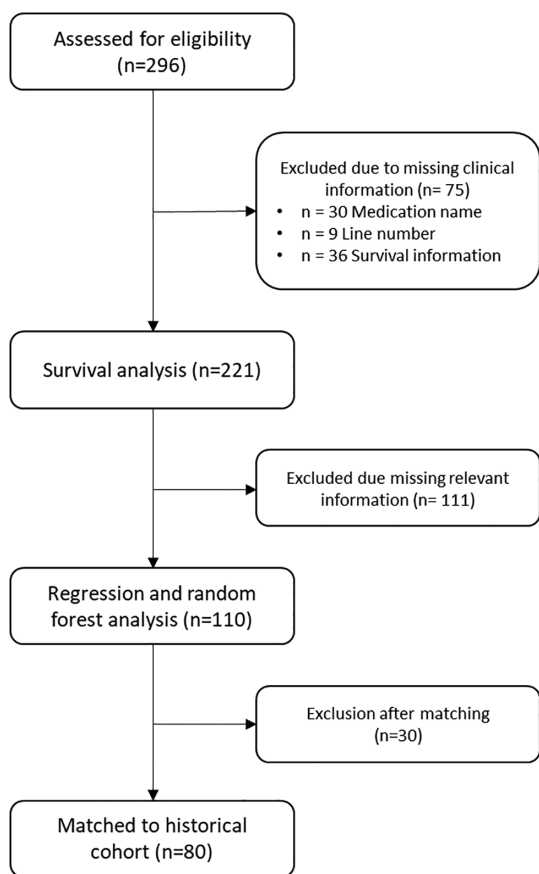 Assessed for eligibility
(n=296)
Excluded due to missing clinical
information (n= 75)
• n = 30 Medication name
• n = 9 Line number
• n = 36 Survival information
Survival analysis (n=221)
Excluded due missing relevant
information (n= 111)
Regression and random
forest analysis (n=110)
Exclusion after matching
(n=30)
Matched to historical
cohort (n=80)